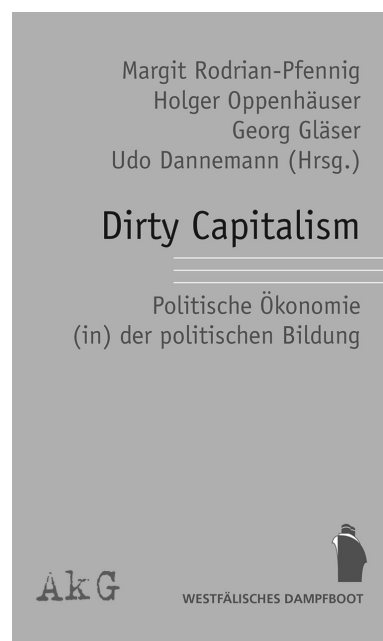 Margit Rodrian-Pfennig
Holger Oppenhäuser
Georg Gläser
Udo Dannemann (Hrsg.)
Dirty Capitalism
Politische Ökonomie
(in) der politischen Bildung
AkG
WESTFÄLISCHES DAMPFBOOT